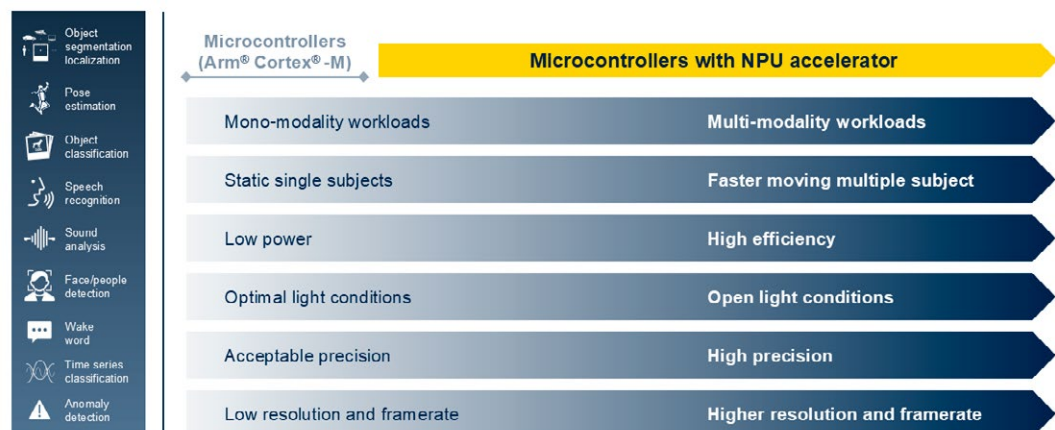 Object
segmentation
localization
Pose
estimation
Object
classification
Speech
recognition
Sound
analysis
Face/people
detection
Wake
word
Time series
classification
Anomaly
detection
Microcontrollers
(Arm® Cortex® -M)
Microcontrollers with NPU accelerator
Mono-modality workloads
Multi-modality workloads
Static single subjects
Faster moving multiple subject
Low power
High efficiency
Optimal light conditions
Open light conditions
Acceptable precision
High precision
Low resolution and framerate
Higher resolution and framerate